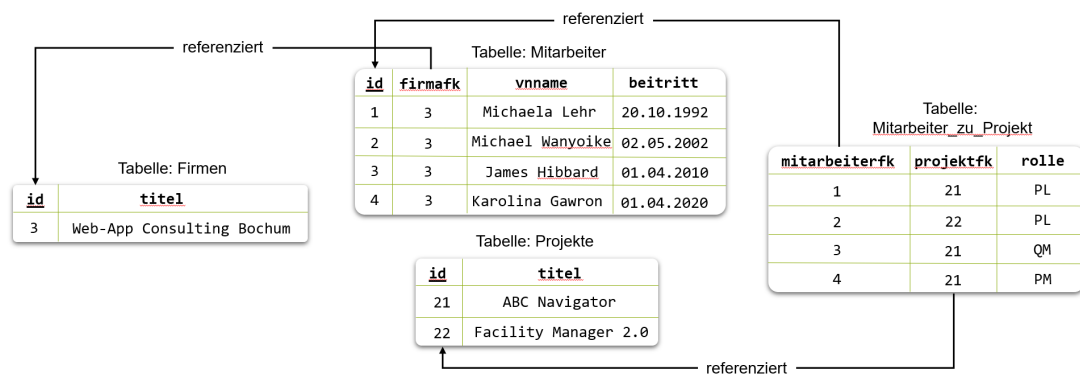 referenziert
referenziert
Tabelle: Mitarbeiter
id firmafk vnname beitritt
1 3 Michaela Lehr 20.10.1992
2 3 Michael Wanyoike 02.05.2002
3 3 James Hibbard 01.04.2010
4 3 Karolina Gawron 01.04.2020
Tabelle:
Mitarbeiter_zu_Projekt
mitarbeiterfk projektfk rolle
1 21 PL
2 22 PL
3 21 QM
4 21 PM
Tabelle: Firmen
id titel
3 Web-App Consulting Bochum
Tabelle: Projekte
id titel
21 ABC Navigator
22 Facility Manager 2.0
referenziert